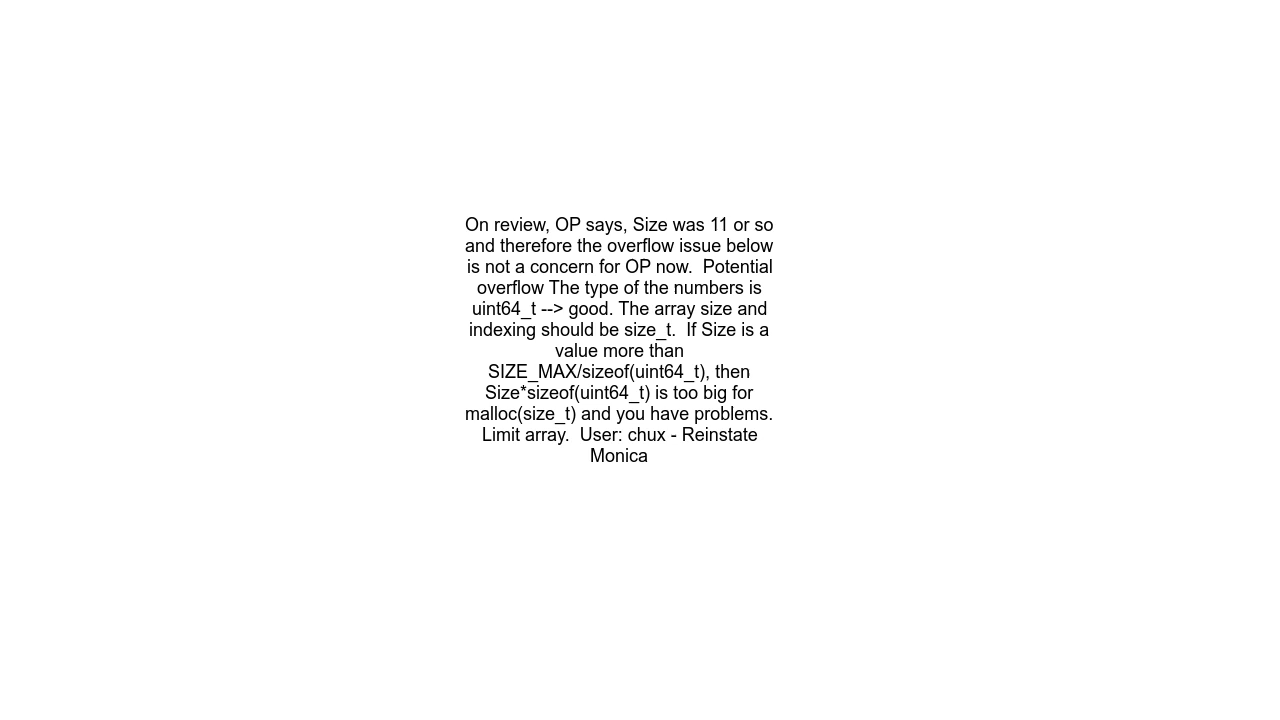 On review, OP says, Size was 11 or so
and therefore the overflow issue below
is not a concern for OP now.  Potential
overflow The type of the numbers is
uint64_t --> good. The array size and
indexing should be size_t.  If Size is a
value more than
SIZE_MAX/sizeof(uint64_t), then
Size*sizeof(uint64_t) is too big for
malloc(size_t) and you have problems.
Limit array.  User: chux - Reinstate
Monica